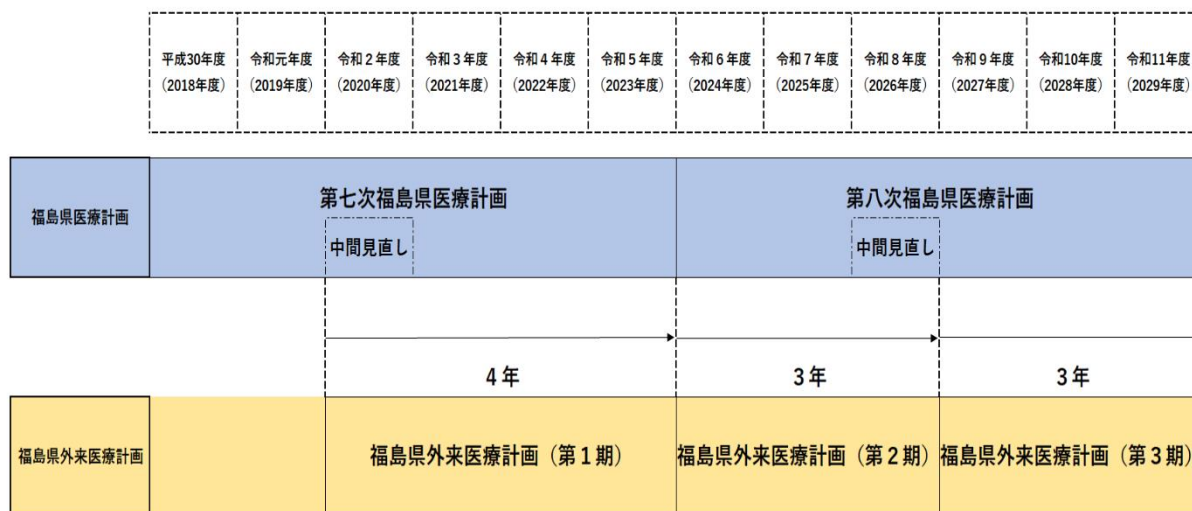 平成30年度 令和元年度 令和２年度 令和３年度 令和４年度 令和５年度 令和６年度 令和７年度 令和８年度 令和９年度 令和10年度 令和11年度
（2018年度） （2019年度） （2020年度） （2021年度） （2022年度） （2023年度） （2024年度） （2025年度） （2026年度） （2027年度） （2028年度） （2029年度）
福島県医療計画
第七次福島県医療計画 第八次福島県医療計画
中間見直し 中間見直し
４年 ３年 ３年
福島県外来医療計画 福島県外来医療計画（第１期） 福島県外来医療計画（第２期） 福島県外来医療計画（第３期）